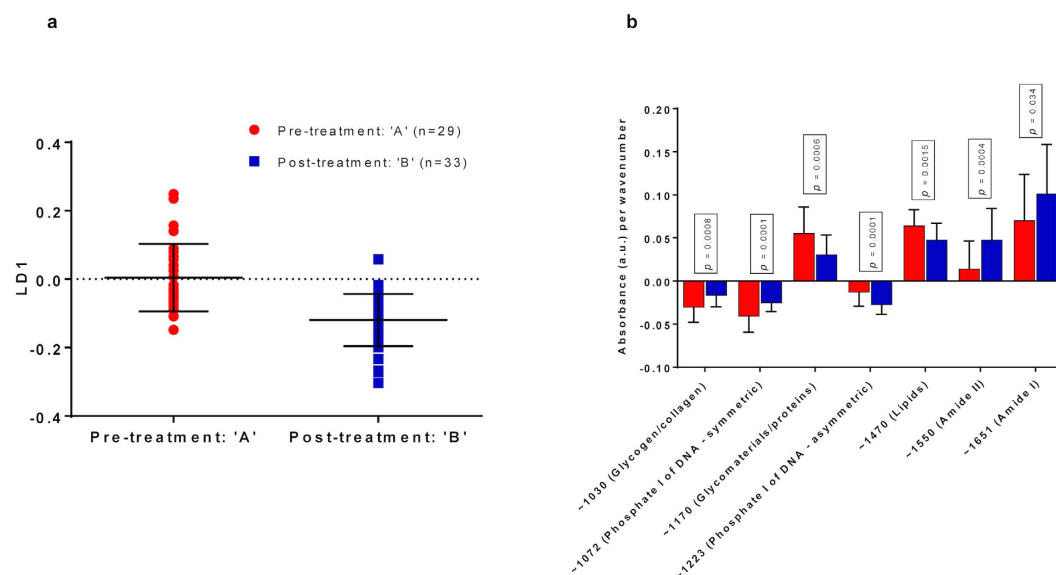 a
Pre-treatment: 'A' (n=29)
Post-treatment: 'B' (n=33)
0.4
0.2
0.0
-0.2
-0.4
LD1
Pre-treatment: 'A'
Post-treatment: 'B'
b
0.20
0.15
0.10
0.05
0.00
-0.05
-0.10
Absorbance (a.u.) per wavenumber
p = 0.0008
p = 0.0001
p = 0.0006
p = 0.0001
p = 0.0015
p = 0.0004
p = 0.034
~1030 (Glycogen/collagen)
~1072 (Phosphate I of DNA - symmetric)
~1170 (Glycomaterials/proteins)
~1223 (Phosphate I of DNA - asymmetric)
~1470 (Lipids)
~1550 (Amide II)
~1651 (Amide I)